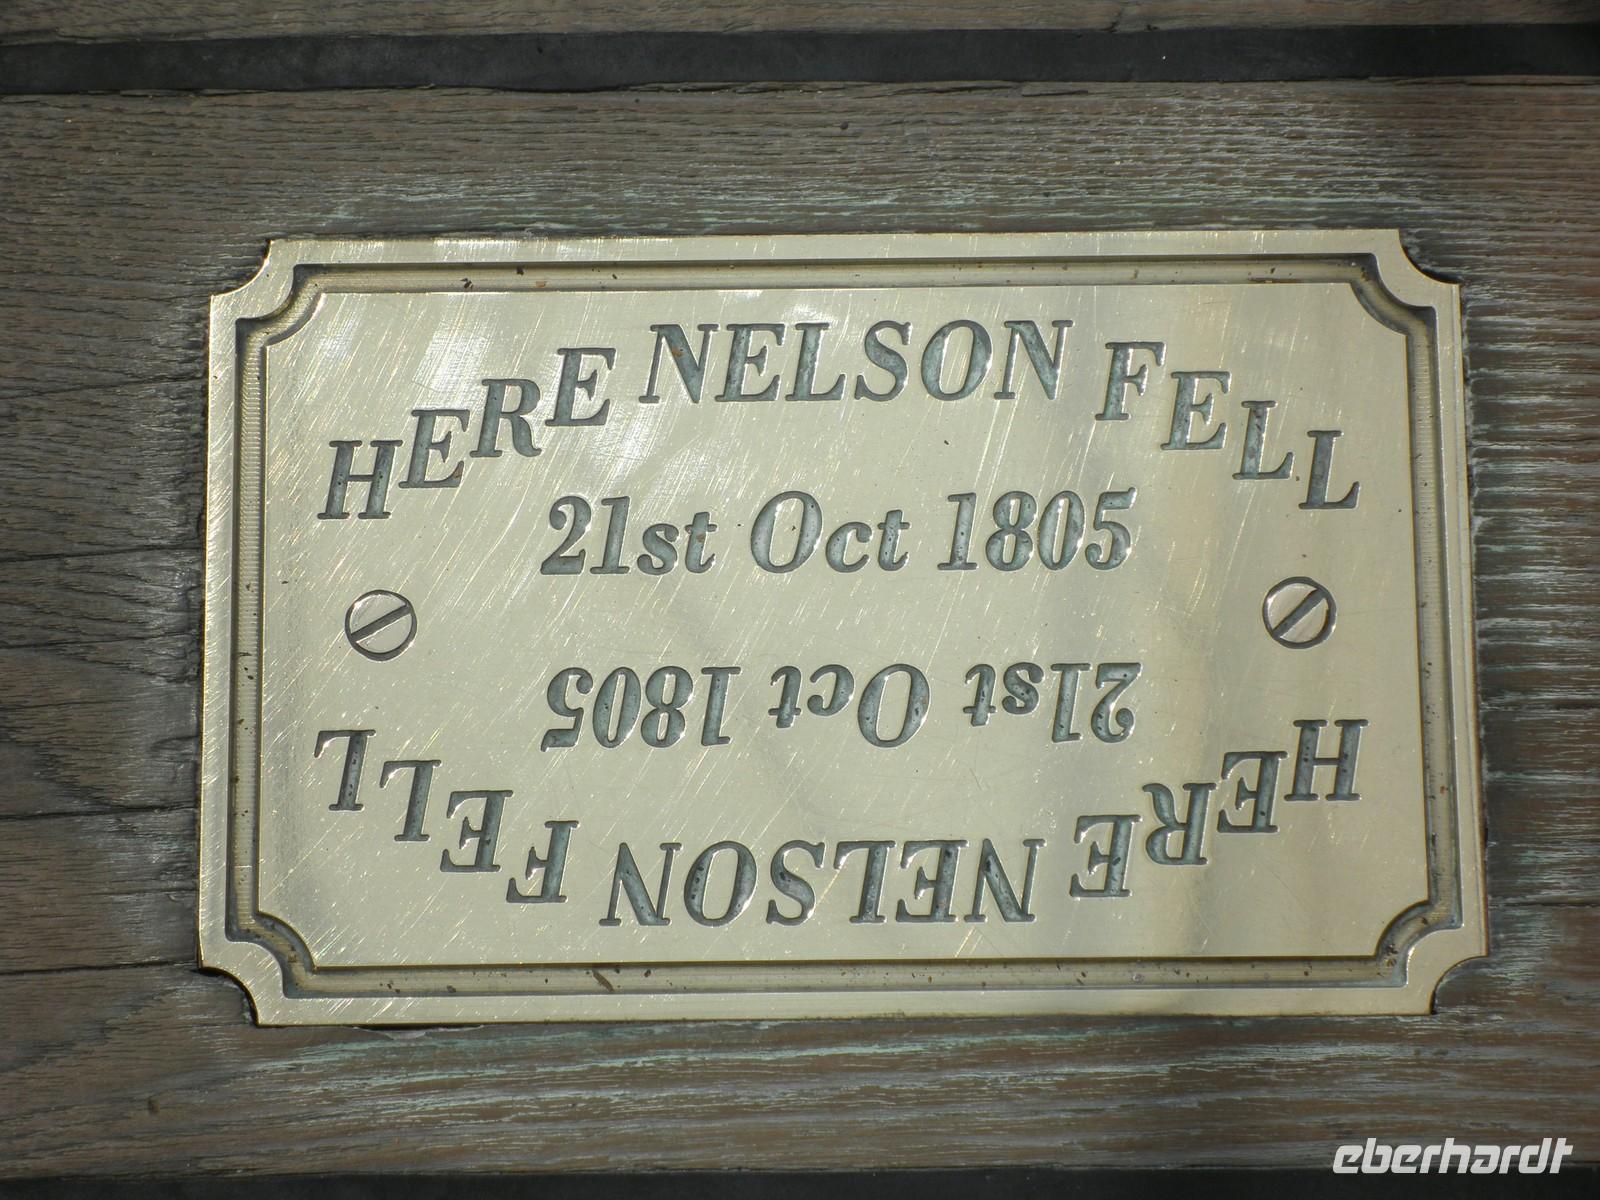 HERE NELSON FELL
21st Oct 1805
21st Oct 1805
HERE NELSON FELL
eberhardt